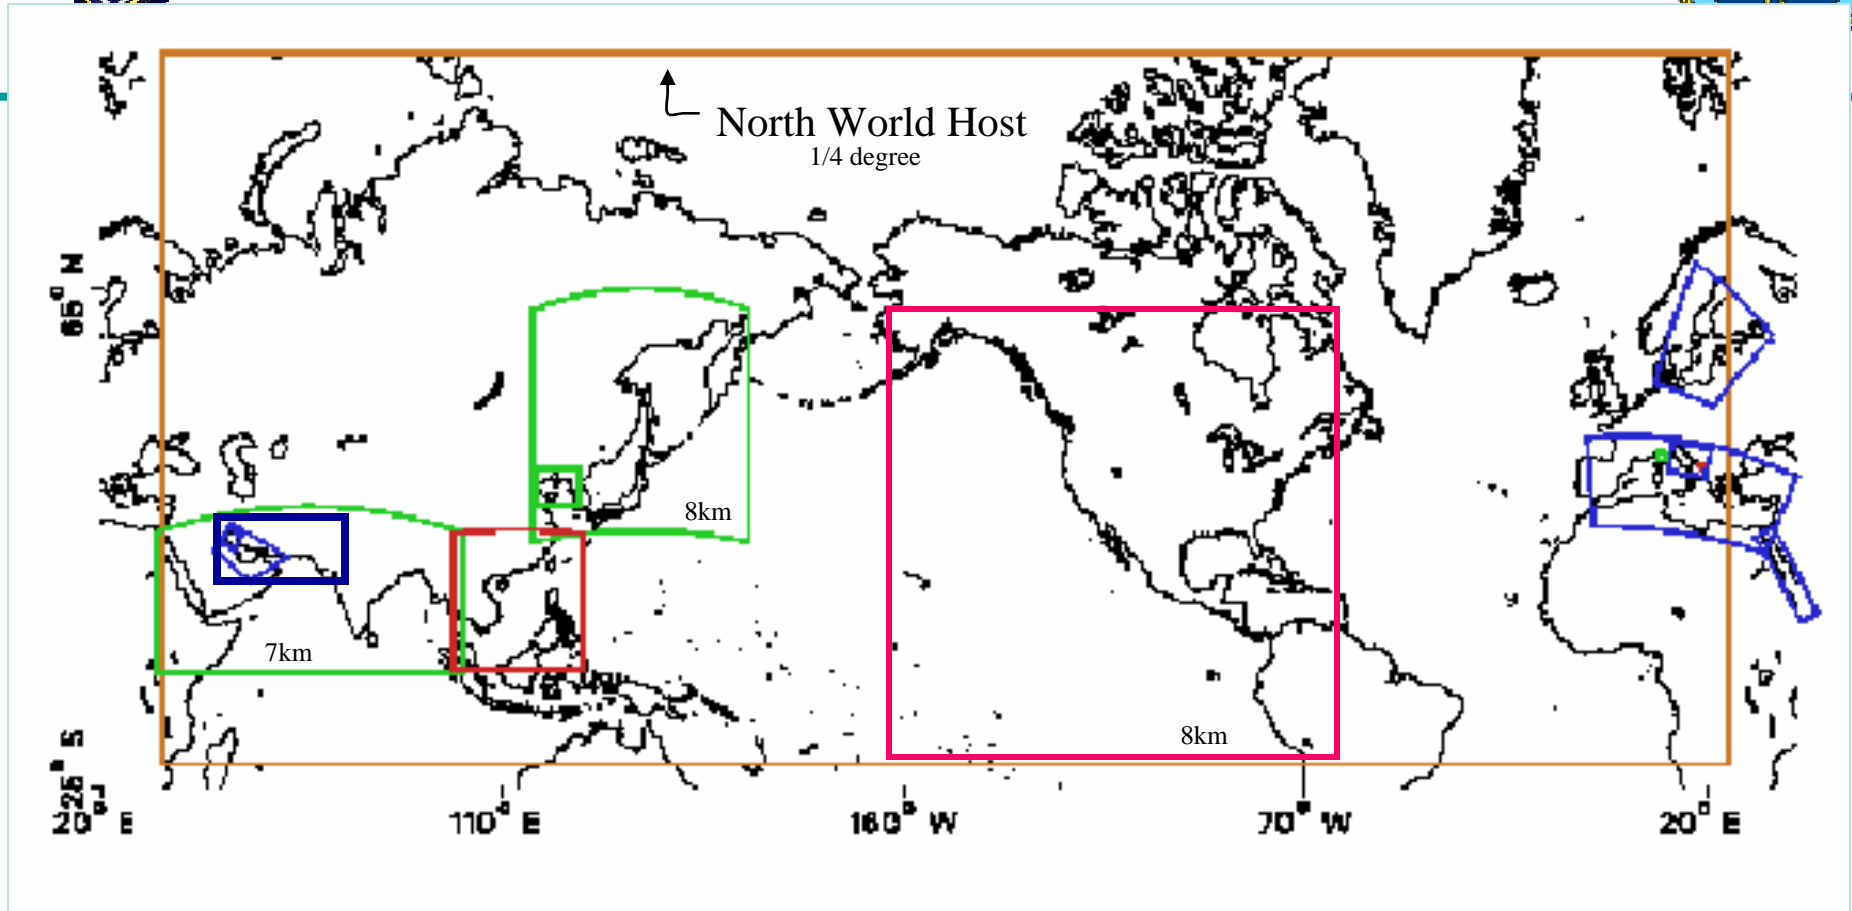 North World Host
1/4 degree
65° N
8km
7km
8km
25° S
20° E
110° E
160° W
70° W
20° E